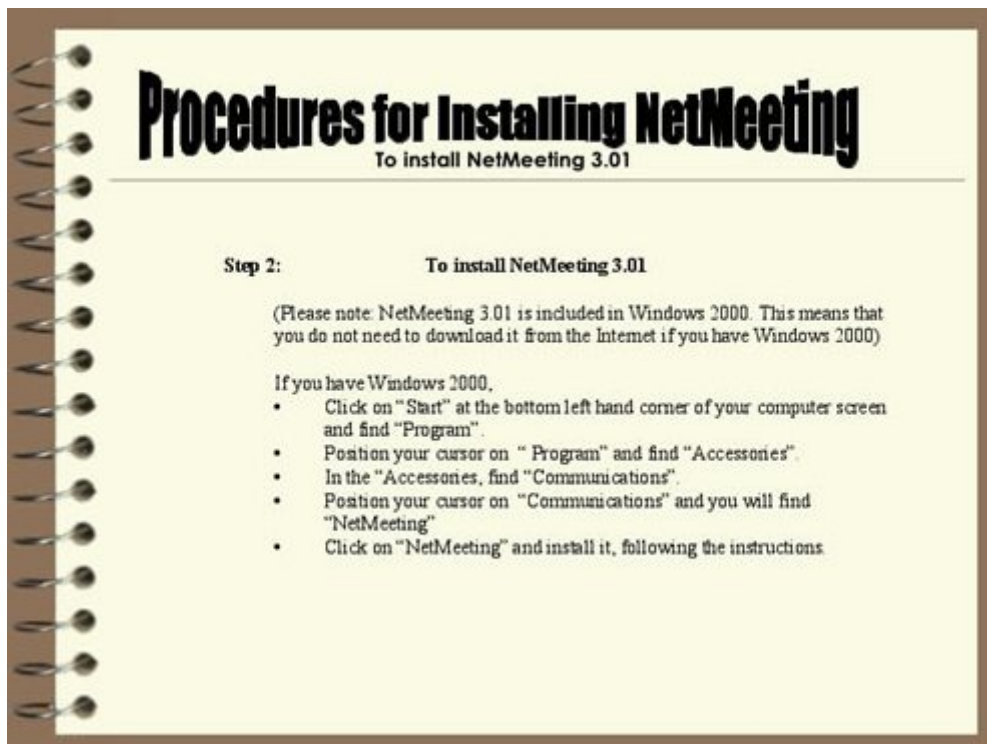 Procedures for Installing NetMeeting
To install NetMeeting 3.01
Step 2: To install NetMeeting 3.01
(Please note: NetMeeting 3.01 is included in Windows 2000. This means that
you do not need to download it from the Internet if you have Windows 2000)
If you have Windows 2000,
• Click on “Start” at the bottom left hand corner of your computer screen
and find “Program”.
• Position your cursor on “ Program” and find “Accessories”.
• In the “Accessories, find “Communications”.
• Position your cursor on “Communications” and you will find
“NetMeeting”
• Click on “NetMeeting” and install it, following the instructions.